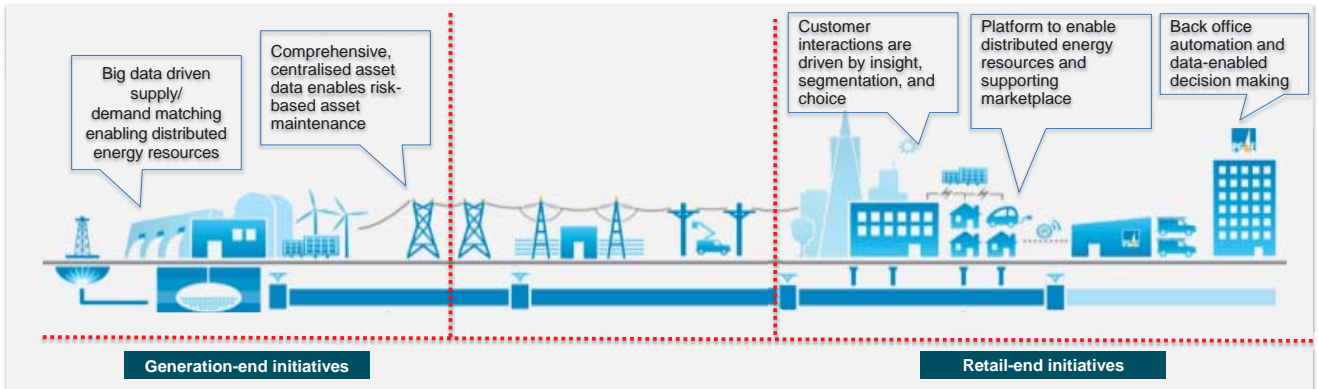 Big data driven
supply/
demand matching
enabling distributed
energy resources
Comprehensive,
centralised asset
data enables risk-
based asset
maintenance
Customer
interactions are
driven by insight,
segmentation, and
choice
Platform to enable
distributed energy
resources and
supporting
marketplace
Back office
automation and
data-enabled
decision making
Generation-end initiatives
Retail-end initiatives